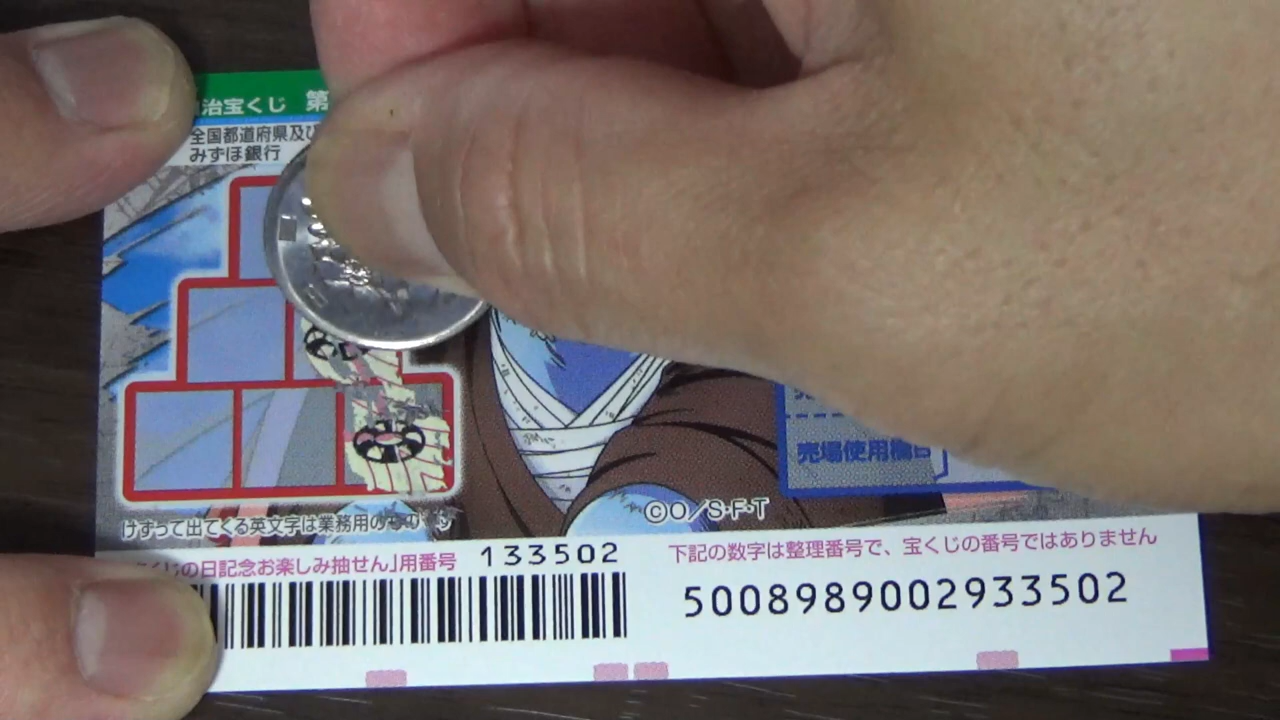 治宝くじ 第
全国都道府県及び
みずほ銀行
売場使用欄B
けずって出てくる英文字は業務用のもので
©O/S・F・T
くじの日記念お楽しみ抽せん」用番号 133502
下記の数字は整理番号で、宝くじの番号ではありません
5008989002933502